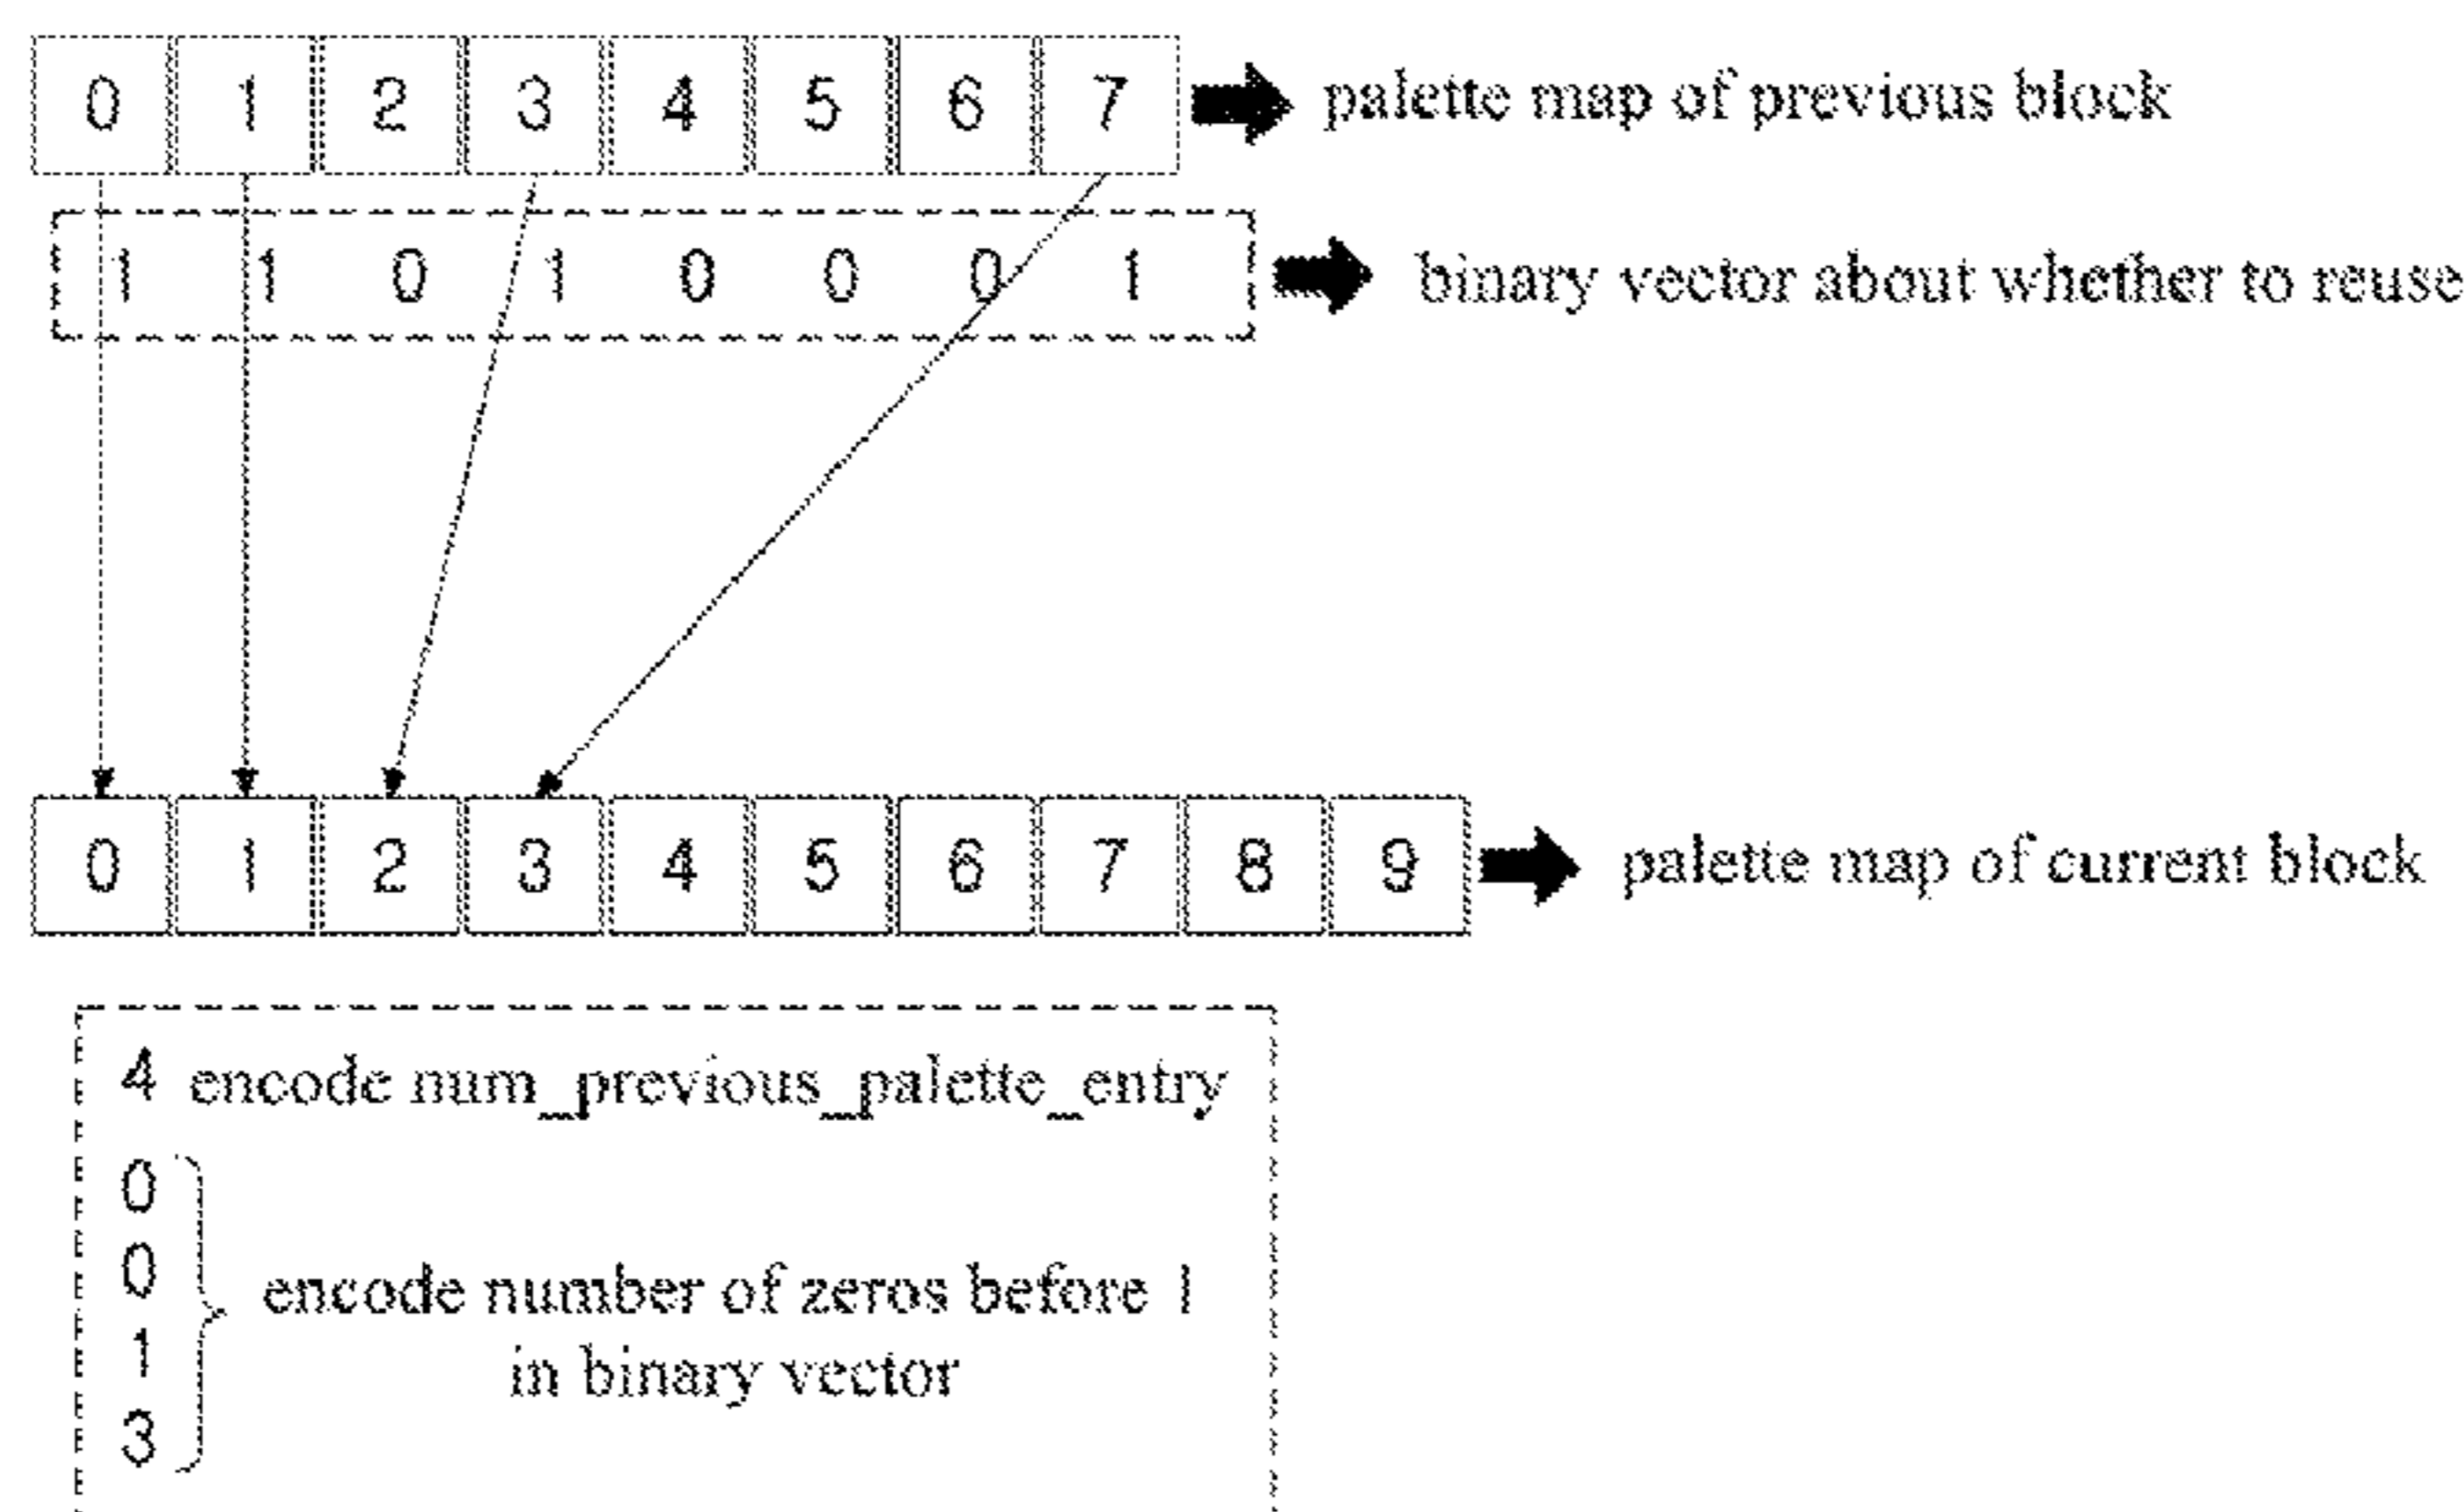 0 1 2 3 4 5 6 7 palette map of previous block
1 1 0 1 0 0 0 1 binary vector about whether to reuse
0 1 2 3 4 5 6 7 8 9 palette map of current block
4 encode num_previous_palette_entry
0
0
encode number of zeros before 1
1
in binary vector
3